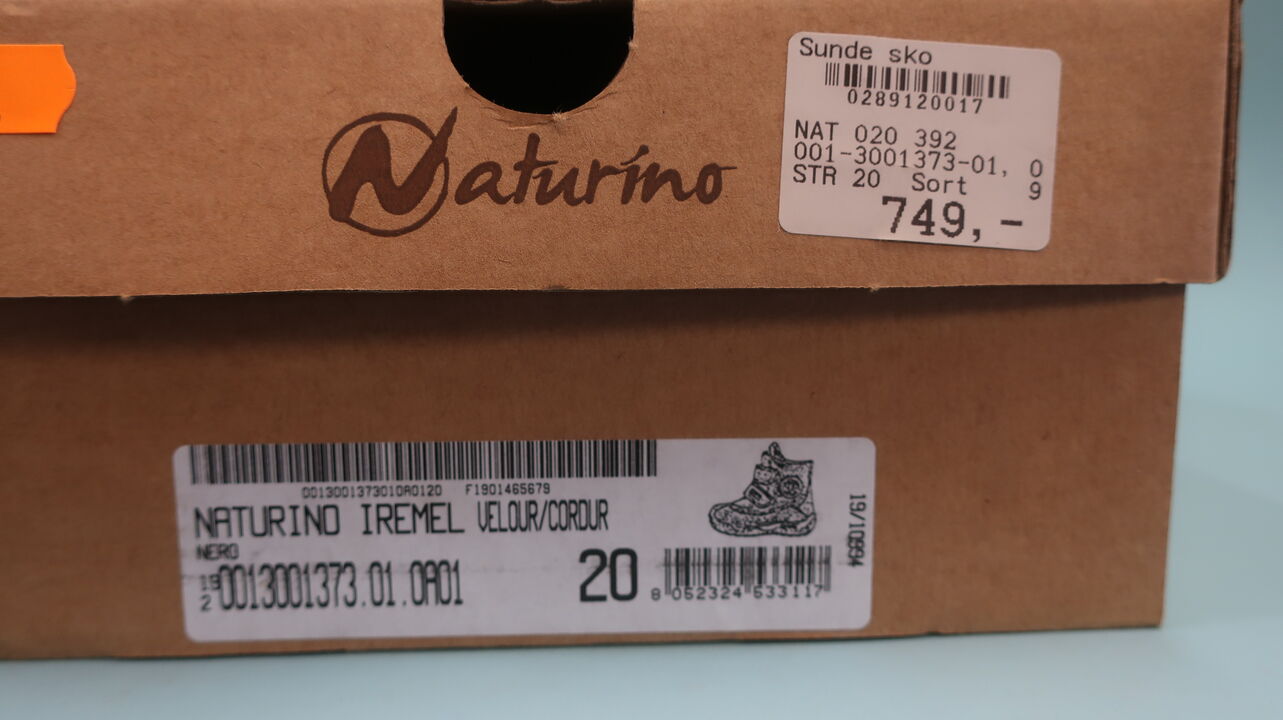 Naturino
Sunde sko
0289120017
NAT 020 392
001-3001373-01, 0
STR 20 Sort 9
749,-
0013001373010A0120 F1901465679
NATURINO IREMEL VELOUR/CORDUR
NERO
19 2 0013001373.01.0A01
20
8 052324 533117
19/10994